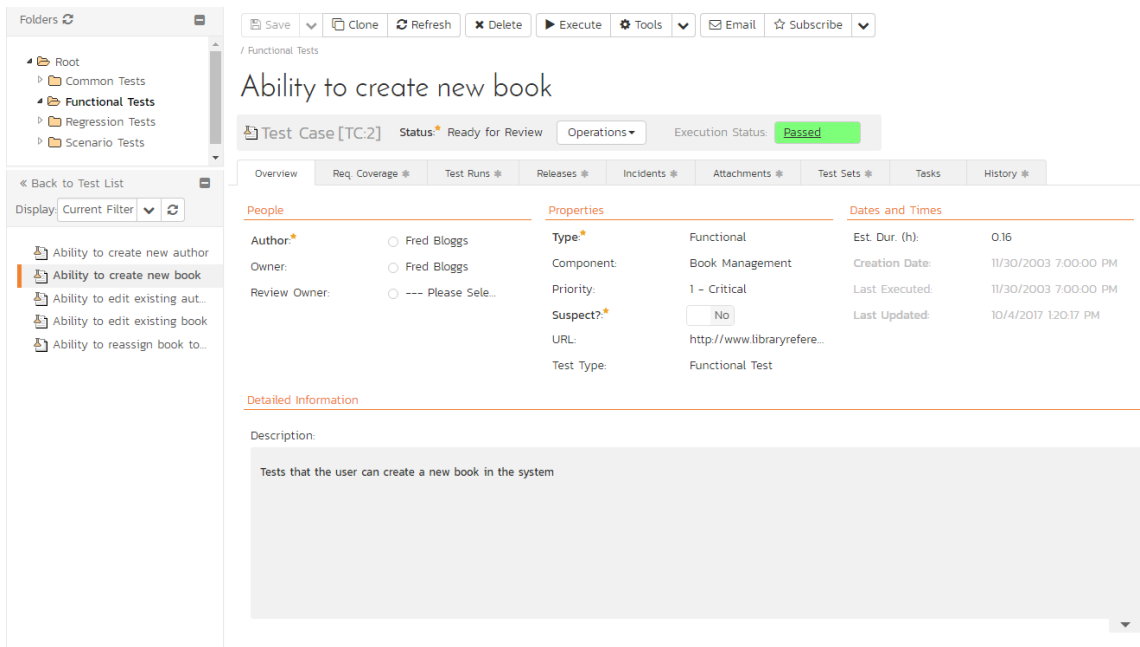 Folders
Root
Common Tests
Functional Tests
Regression Tests
Scenario Tests
« Back to Test List
Display: Current Filter
Ability to create new author
Ability to create new book
Ability to edit existing aut...
Ability to edit existing book
Ability to reassign book to...
Save Clone Refresh Delete Execute Tools Email Subscribe
/ Functional Tests
Ability to create new book
Test Case [TC:2] Status:* Ready for Review Operations Execution Status: Passed
Overview Req. Coverage * Test Runs * Releases * Incidents * Attachments * Test Sets * Tasks History *
People
Author:* Fred Bloggs
Owner: Fred Bloggs
Review Owner: --- Please Sele...
Properties
Type:* Functional
Component: Book Management
Priority: 1 - Critical
Suspect?:* No
URL: http://www.libraryrefere...
Test Type: Functional Test
Dates and Times
Est. Dur. (h): 0.16
Creation Date: 11/30/2003 7:00:00 PM
Last Executed: 11/30/2003 7:00:00 PM
Last Updated: 10/4/2017 1:20:17 PM
Detailed Information
Description:
Tests that the user can create a new book in the system